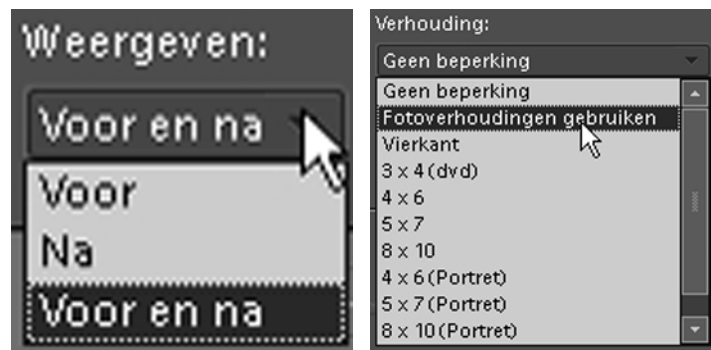 Weergeven:
Voor en na
Voor
Na
Voor en na
Verhouding:
Geen beperking
Geen beperking
Fotoverhoudingen gebruiken
Vierkant
3 x 4 (dvd)
4 x 6
5 x 7
8 x 10
4 x 6 (Portret)
5 x 7 (Portret)
8 x 10 (Portret)